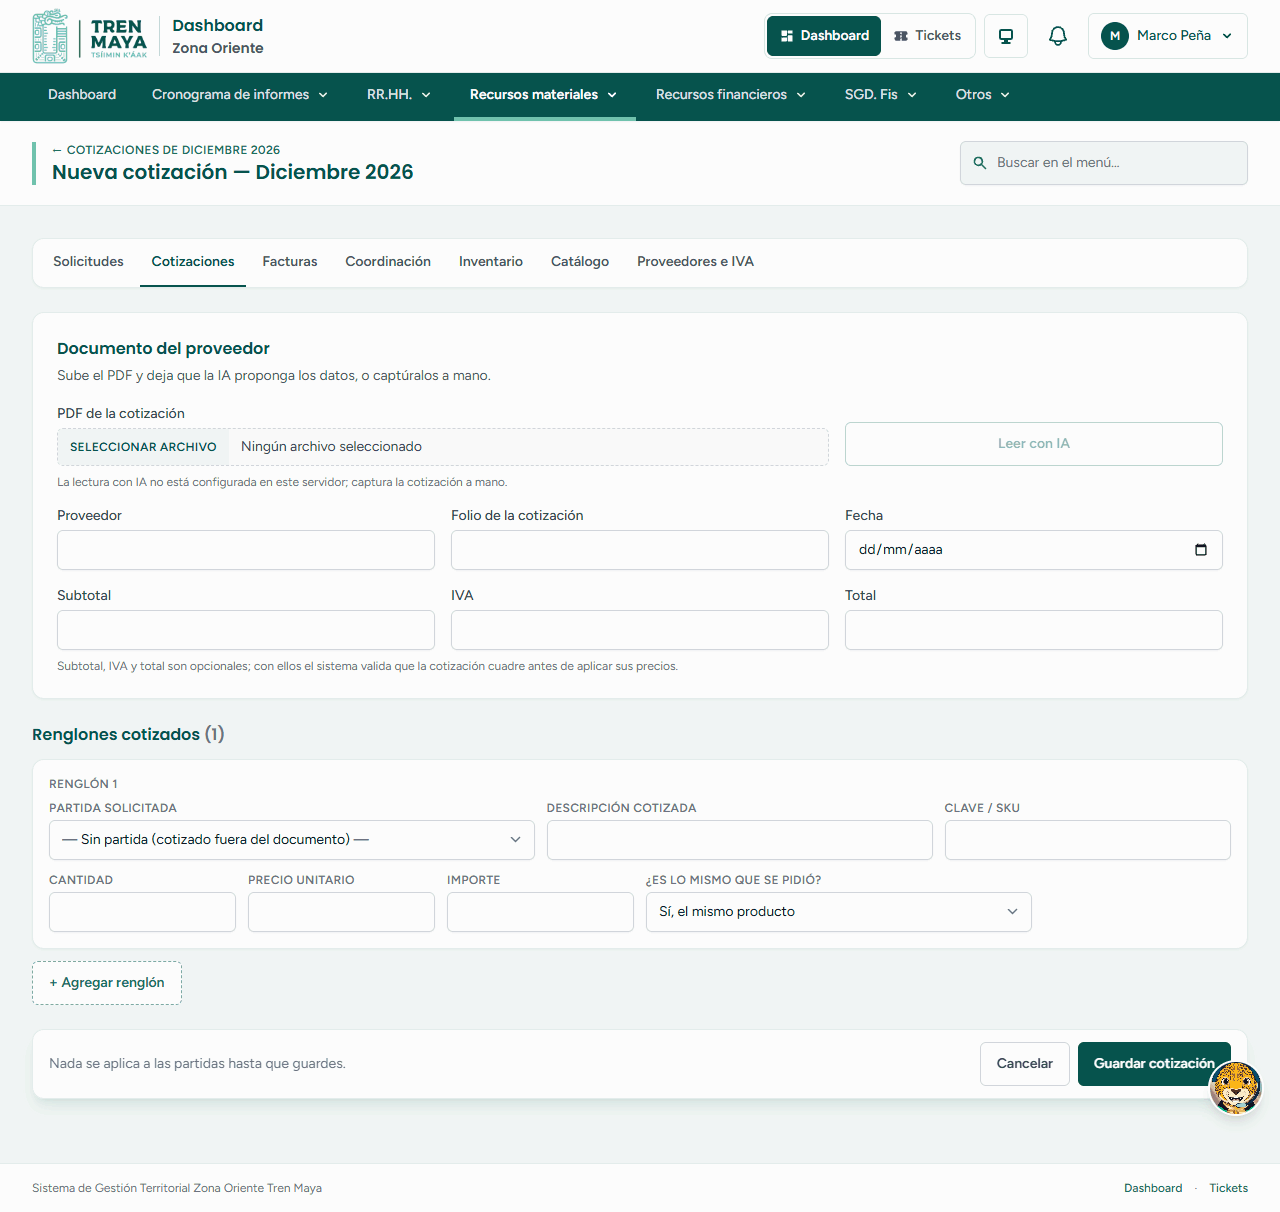 TREN
MAYA
TSÍIMIN K'ÁAK
Dashboard
Zona Oriente
Dashboard
Tickets
M
Marco Peña
Dashboard
Cronograma de informes
RR.HH.
Recursos materiales
Recursos financieros
SGD. Fis
Otros
← COTIZACIONES DE DICIEMBRE 2026
Nueva cotización — Diciembre 2026
Buscar en el menú...
Solicitudes
Cotizaciones
Facturas
Coordinación
Inventario
Catálogo
Proveedores e IVA
Documento del proveedor
Sube el PDF y deja que la IA proponga los datos, o captúralos a mano.
PDF de la cotización
SELECCIONAR ARCHIVO
Ningún archivo seleccionado
Leer con IA
La lectura con IA no está configurada en este servidor; captura la cotización a mano.
Proveedor
Folio de la cotización
Fecha
dd/mm/aaaa
Subtotal
IVA
Total
Subtotal, IVA y total son opcionales; con ellos el sistema valida que la cotización cuadre antes de aplicar sus precios.
Renglones cotizados (1)
RENGLÓN 1
PARTIDA SOLICITADA
DESCRIPCIÓN COTIZADA
CLAVE / SKU
— Sin partida (cotizado fuera del documento) —
CANTIDAD
PRECIO UNITARIO
IMPORTE
¿ES LO MISMO QUE SE PIDIÓ?
Sí, el mismo producto
+ Agregar renglón
Nada se aplica a las partidas hasta que guardes.
Cancelar
Guardar cotización
Sistema de Gestión Territorial Zona Oriente Tren Maya
Dashboard · Tickets